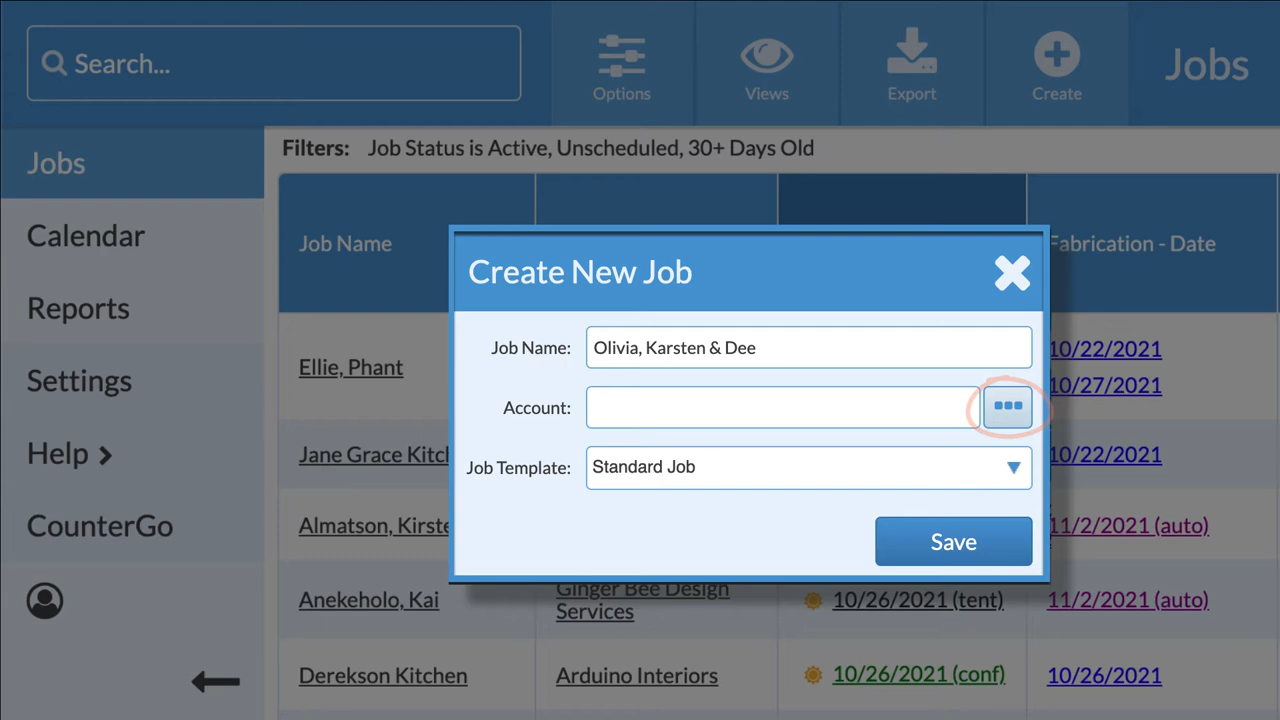 Search...
Options
Views
Export
Create
Jobs
Jobs
Calendar
Reports
Settings
Help
CounterGo
Filters: Job Status is Active, Unscheduled, 30+ Days Old
Job Name
Fabrication - Date
Create New Job
Job Name: Olivia, Karsten & Dee
Account:
Job Template: Standard Job
Save
Ellie, Phant
10/22/2021
10/27/2021
Jane Grace
10/22/2021
Almatson,
11/2/2021 (auto)
Anekeholo, Kai
Ginger Bee Design
Services
10/26/2021 (tent)
11/2/2021 (auto)
Derekson Kitchen
Arduino Interiors
10/26/2021 (conf)
10/26/2021